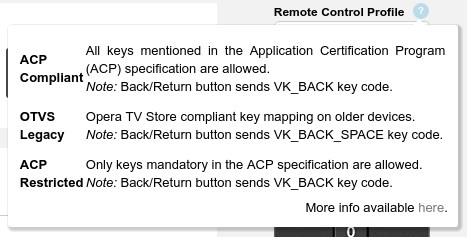 Remote Control Profile ?
ACP Compliant
All keys mentioned in the Application Certification Program
(ACP) specification are allowed.
Note: Back/Return button sends VK_BACK key code.
OTVS Legacy
Opera TV Store compliant key mapping on older devices.
Note: Back/Return button sends VK_BACK_SPACE key code.
ACP Restricted
Only keys mandatory in the ACP specification are allowed.
Note: Back/Return button sends VK_BACK key code.
More info available here.
0